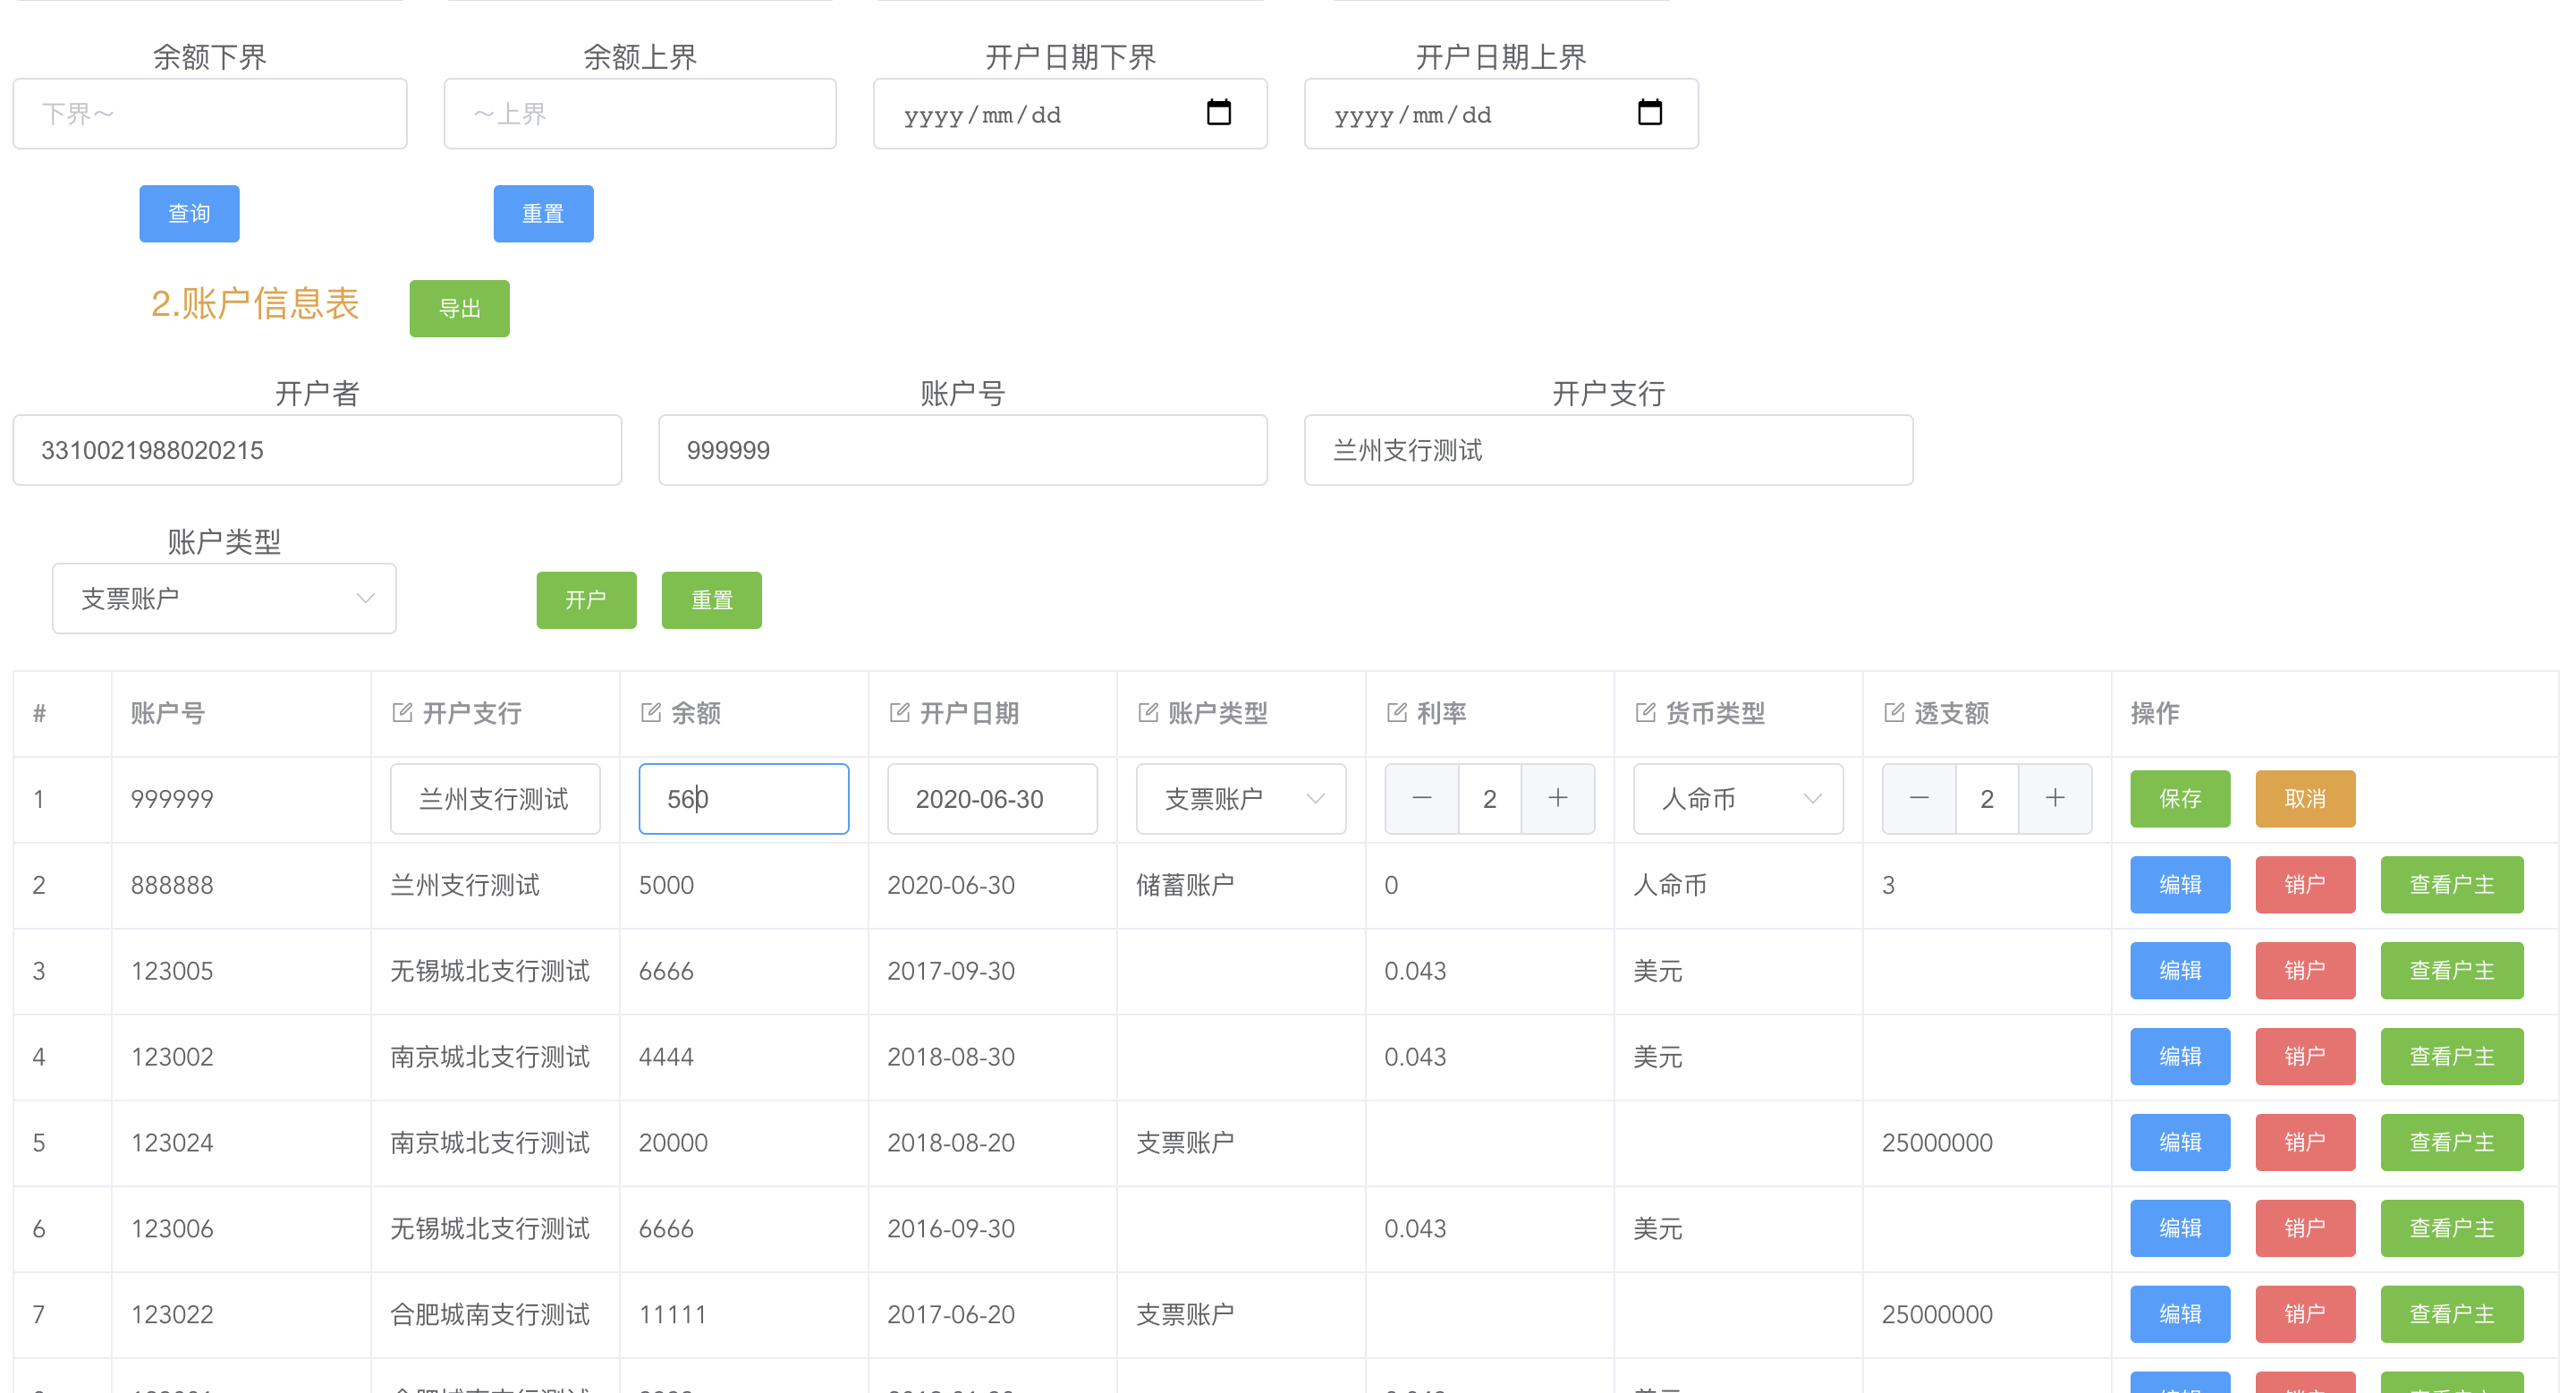 余额下界 余额上界 开户日期下界 开户日期上界
下界～ ～上界 yyyy/mm/dd yyyy/mm/dd
查询 重置
2.账户信息表 导出
开户者 账户号 开户支行
3310021988020215 999999 兰州支行测试
账户类型
支票账户 开户 重置
# 账户号 开户支行 余额 开户日期 账户类型 利率 货币类型 透支额 操作
1 999999 兰州支行测试 560 2020-06-30 支票账户 － 2 ＋ 人命币 － 2 ＋ 保存 取消
2 888888 兰州支行测试 5000 2020-06-30 储蓄账户 0 人命币 3 编辑 销户 查看户主
3 123005 无锡城北支行测试 6666 2017-09-30 0.043 美元 编辑 销户 查看户主
4 123002 南京城北支行测试 4444 2018-08-30 0.043 美元 编辑 销户 查看户主
5 123024 南京城北支行测试 20000 2018-08-20 支票账户 25000000 编辑 销户 查看户主
6 123006 无锡城北支行测试 6666 2016-09-30 0.043 美元 编辑 销户 查看户主
7 123022 合肥城南支行测试 11111 2017-06-20 支票账户 25000000 编辑 销户 查看户主